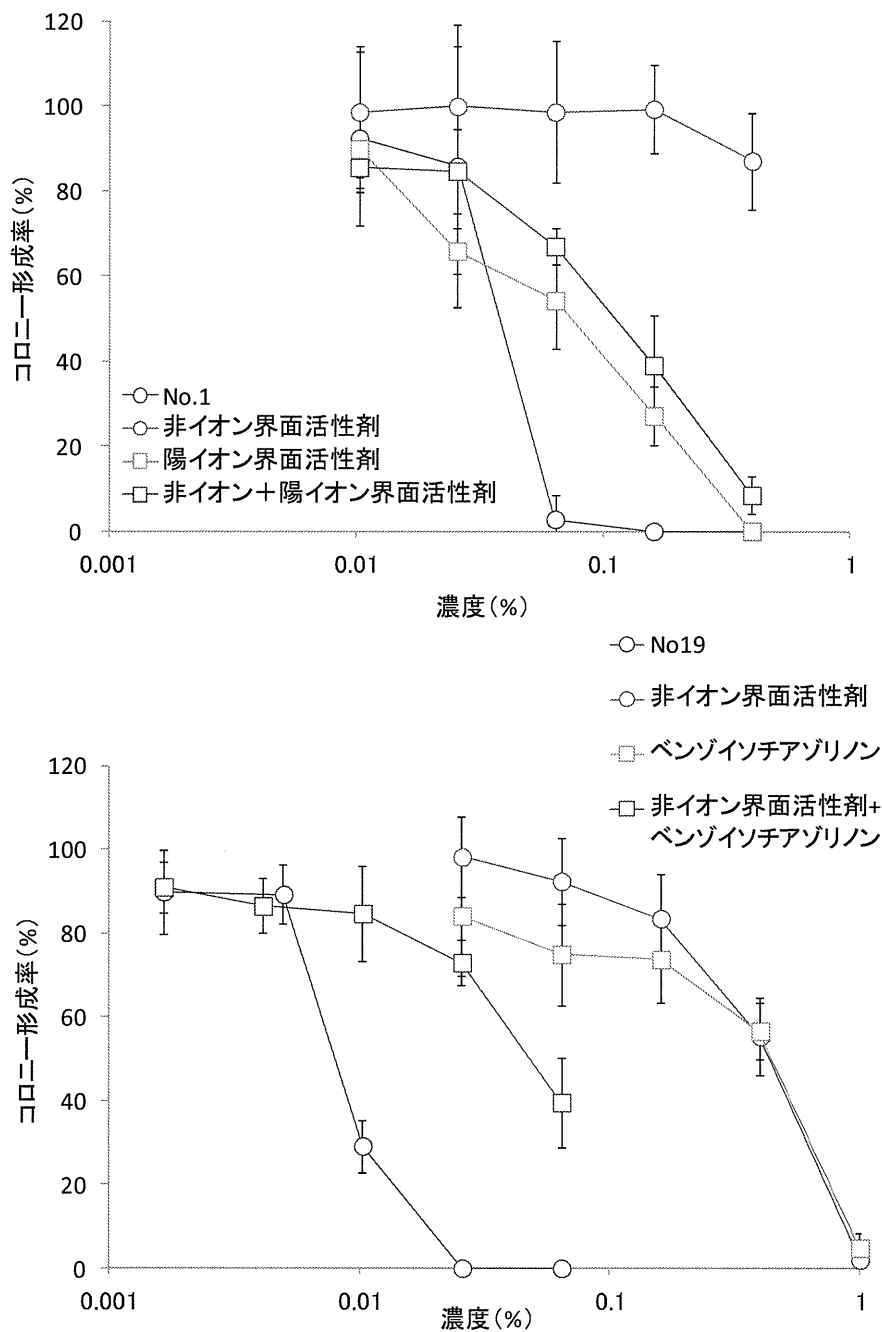 120
100
80
60
40
20
0
コロニー形成率(%)
No.1
非イオン界面活性剤
陽イオン界面活性剤
非イオン+陽イオン界面活性剤
0.001
0.01
0.1
1
濃度(%)
No19
非イオン界面活性剤
ベンゾイソチアゾリノン
非イオン界面活性剤+
ベンゾイソチアゾリノン
120
100
80
60
40
20
0
コロニー形成率(%)
0.001
0.01
0.1
1
濃度(%)